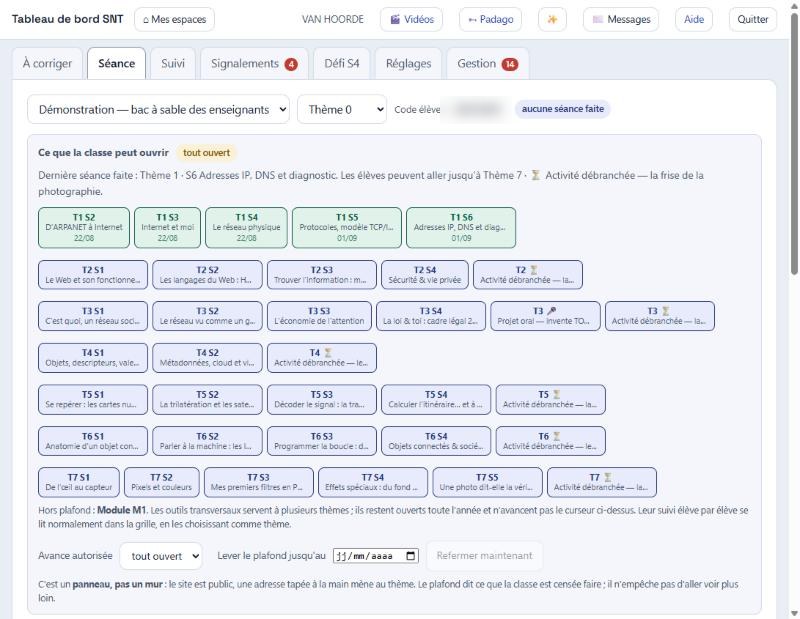 Tableau de bord SNT
⌂ Mes espaces
VAN HOORDE
🎬 Vidéos
Padago
✨
Messages
Aide
Quitter
À corriger
Séance
Suivi
Signalements 4
Défi S4
Réglages
Gestion 14
Démonstration — bac à sable des enseignants
Thème 0
Code élève
aucune séance faite
Ce que la classe peut ouvrir
tout ouvert
Dernière séance faite : Thème 1 · S6 Adresses IP, DNS et diagnostic. Les élèves peuvent aller jusqu'à Thème 7 · ⏳ Activité débranchée — la frise de la
photographie.
T1 S2
D'ARPANET à Internet
22/08
T1 S3
Internet et moi
22/08
T1 S4
Le réseau physique
22/08
T1 S5
Protocoles, modèle TCP/I...
01/09
T1 S6
Adresses IP, DNS et diag...
01/09
T2 S1
Le Web et son fonctionne...
T2 S2
Les langages du Web : H...
T2 S3
Trouver l'information : m...
T2 S4
Sécurité & vie privée
T2 ⏳
Activité débranchée — la...
T3 S1
C'est quoi, un réseau soci...
T3 S2
Le réseau vu comme un g...
T3 S3
L'économie de l'attention
T3 S4
La loi & toi : cadre légal 2...
T3 🎤
Projet oral — Invente TO...
T3 ⏳
Activité débranchée — la...
T4 S1
Objets, descripteurs, vale...
T4 S2
Métadonnées, cloud et vi...
T4 ⏳
Activité débranchée — le...
T5 S1
Se repérer : les cartes nu...
T5 S2
La trilatération et les sate...
T5 S3
Décoder le signal : la tra...
T5 S4
Calculer l'itinéraire... et à ...
T5 ⏳
Activité débranchée — la...
T6 S1
Anatomie d'un objet con...
T6 S2
Parler à la machine : les i...
T6 S3
Programmer la boucle : d...
T6 S4
Objets connectés & socié...
T6 ⏳
Activité débranchée — le...
T7 S1
De l'œil au capteur
T7 S2
Pixels et couleurs
T7 S3
Mes premiers filtres en P...
T7 S4
Effets spéciaux : du fond ...
T7 S5
Une photo dit-elle la véri...
T7 ⏳
Activité débranchée — la...
Hors plafond : Module M1. Les outils transversaux servent à plusieurs thèmes ; ils restent ouverts toute l'année et n'avancent pas le curseur ci-dessus. Leur suivi élève par élève se
lit normalement dans la grille, en les choisissant comme thème.
Avance autorisée
tout ouvert
Lever le plafond jusqu'au
jj/mm/aaaa
Refermer maintenant
C'est un panneau, pas un mur : le site est public, une adresse tapée à la main mène au thème. Le plafond dit ce que la classe est censée faire ; il n'empêche pas d'aller voir plus
loin.